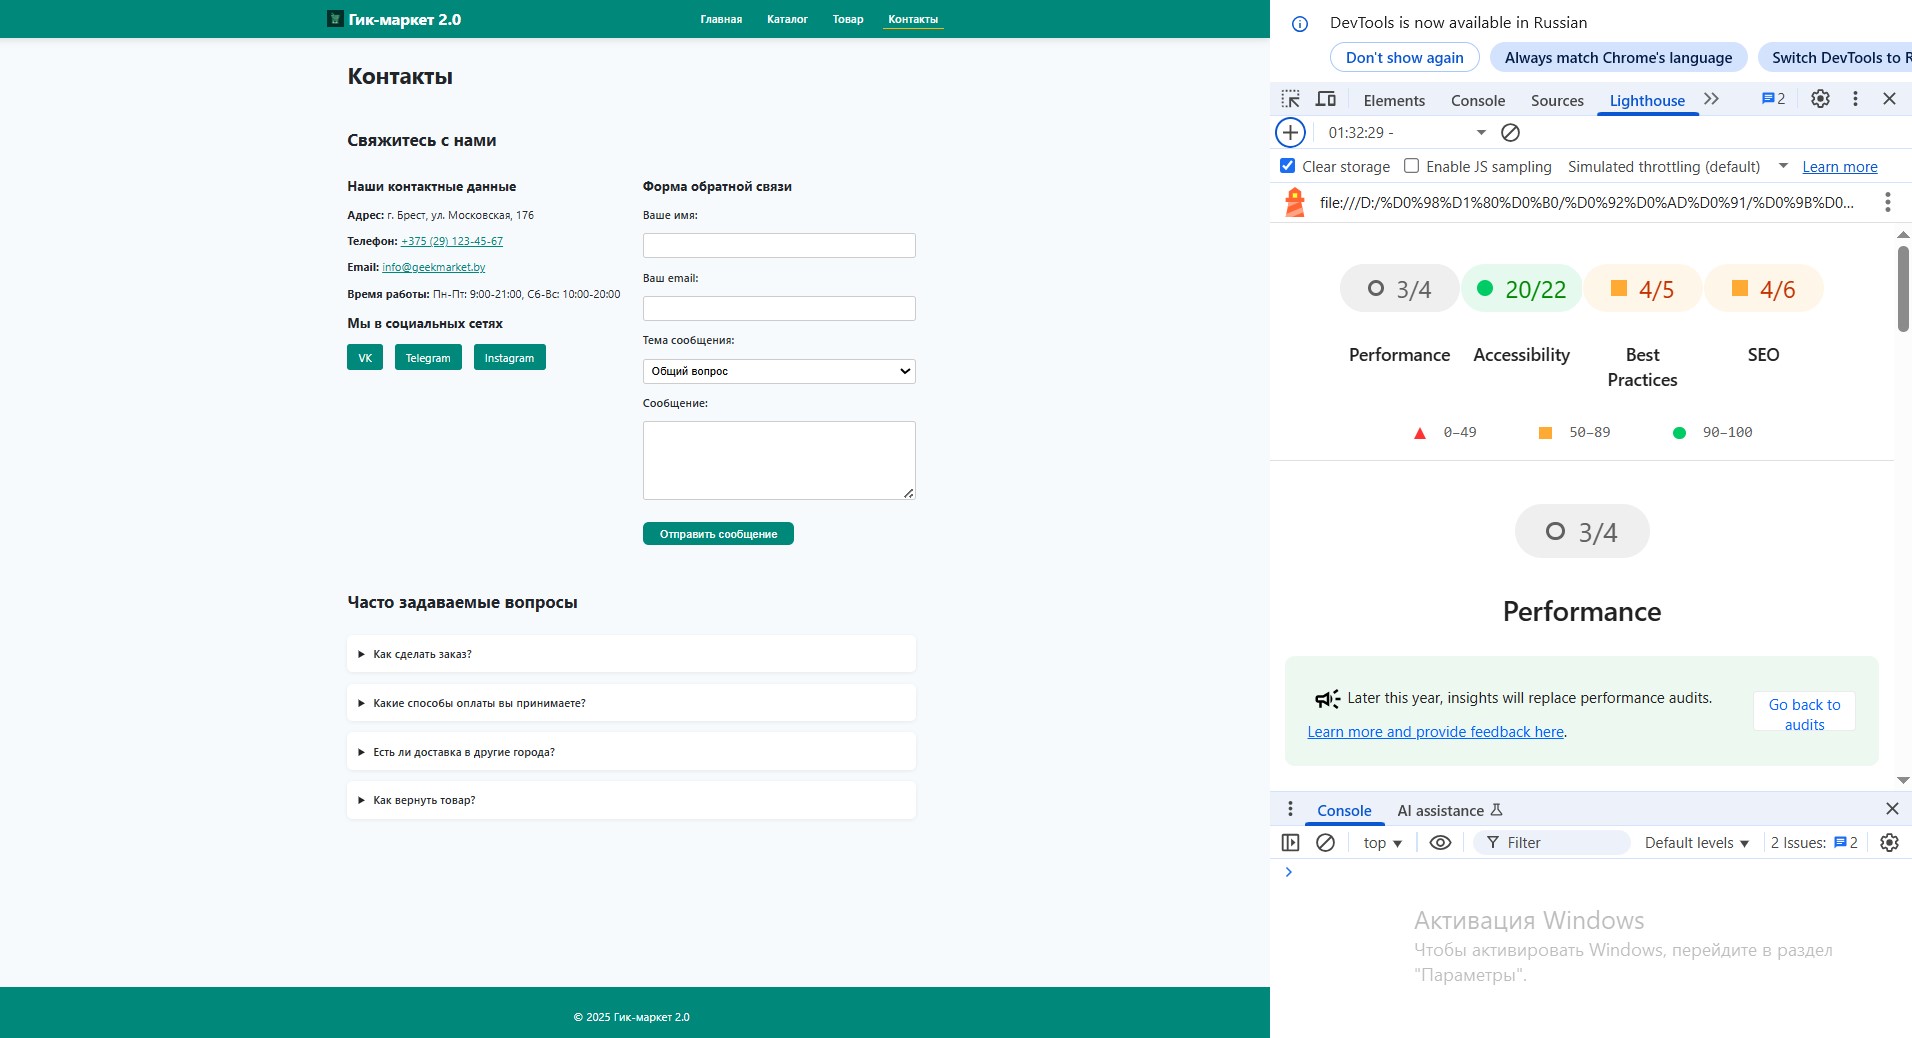 Гик-маркет 2.0
Главная
Каталог
Товар
Контакты
Контакты
Свяжитесь с нами
Наши контактные данные
Адрес: г. Брест, ул. Московская, 176
Телефон: +375 (29) 123-45-67
Email: info@geekmarket.by
Время работы: Пн-Пт: 9:00-21:00, Сб-Вс: 10:00-20:00
Мы в социальных сетях
VK
Telegram
Instagram
Форма обратной связи
Ваше имя:
Ваш email:
Тема сообщения:
Общий вопрос
Сообщение:
Отправить сообщение
Часто задаваемые вопросы
Как сделать заказ?
Какие способы оплаты вы принимаете?
Есть ли доставка в другие города?
Как вернуть товар?
© 2025 Гик-маркет 2.0
DevTools is now available in Russian
Don't show again
Always match Chrome's language
Switch DevTools to R
Elements
Console
Sources
Lighthouse
2
01:32:29 -
Clear storage
Enable JS sampling
Simulated throttling (default)
Learn more
file:///D:/%D0%98%D1%80%D0%B0/%D0%92%D0%AD%D0%91/%D0%9B%D0...
3/4
20/22
4/5
4/6
Performance
Accessibility
Best
Practices
SEO
0–49
50–89
90–100
3/4
Performance
Later this year, insights will replace performance audits.
Learn more and provide feedback here.
Go back to
audits
Console
AI assistance
top
Filter
Default levels
2 Issues:
2
Активация Windows
Чтобы активировать Windows, перейдите в раздел
"Параметры".